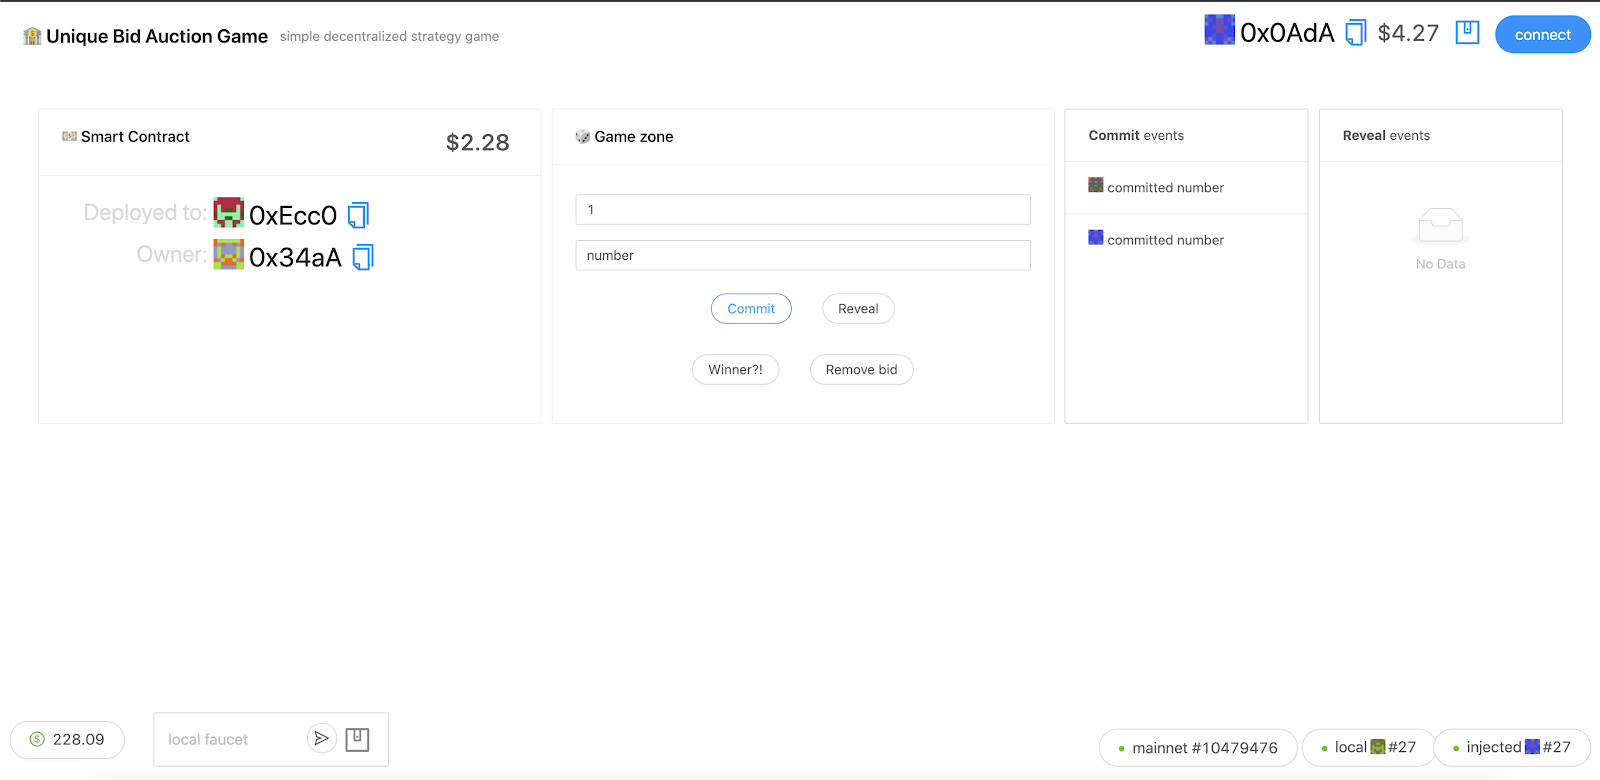 Unique Bid Auction Game simple decentralized strategy game
0x0AdA $4.27 connect
Smart Contract $2.28
Deployed to: 0xEcc0
Owner: 0x34aA
Game zone
1
number
Commit Reveal
Winner?! Remove bid
Commit events
committed number
committed number
Reveal events
No Data
228.09 local faucet
mainnet #10479476 local #27 injected #27